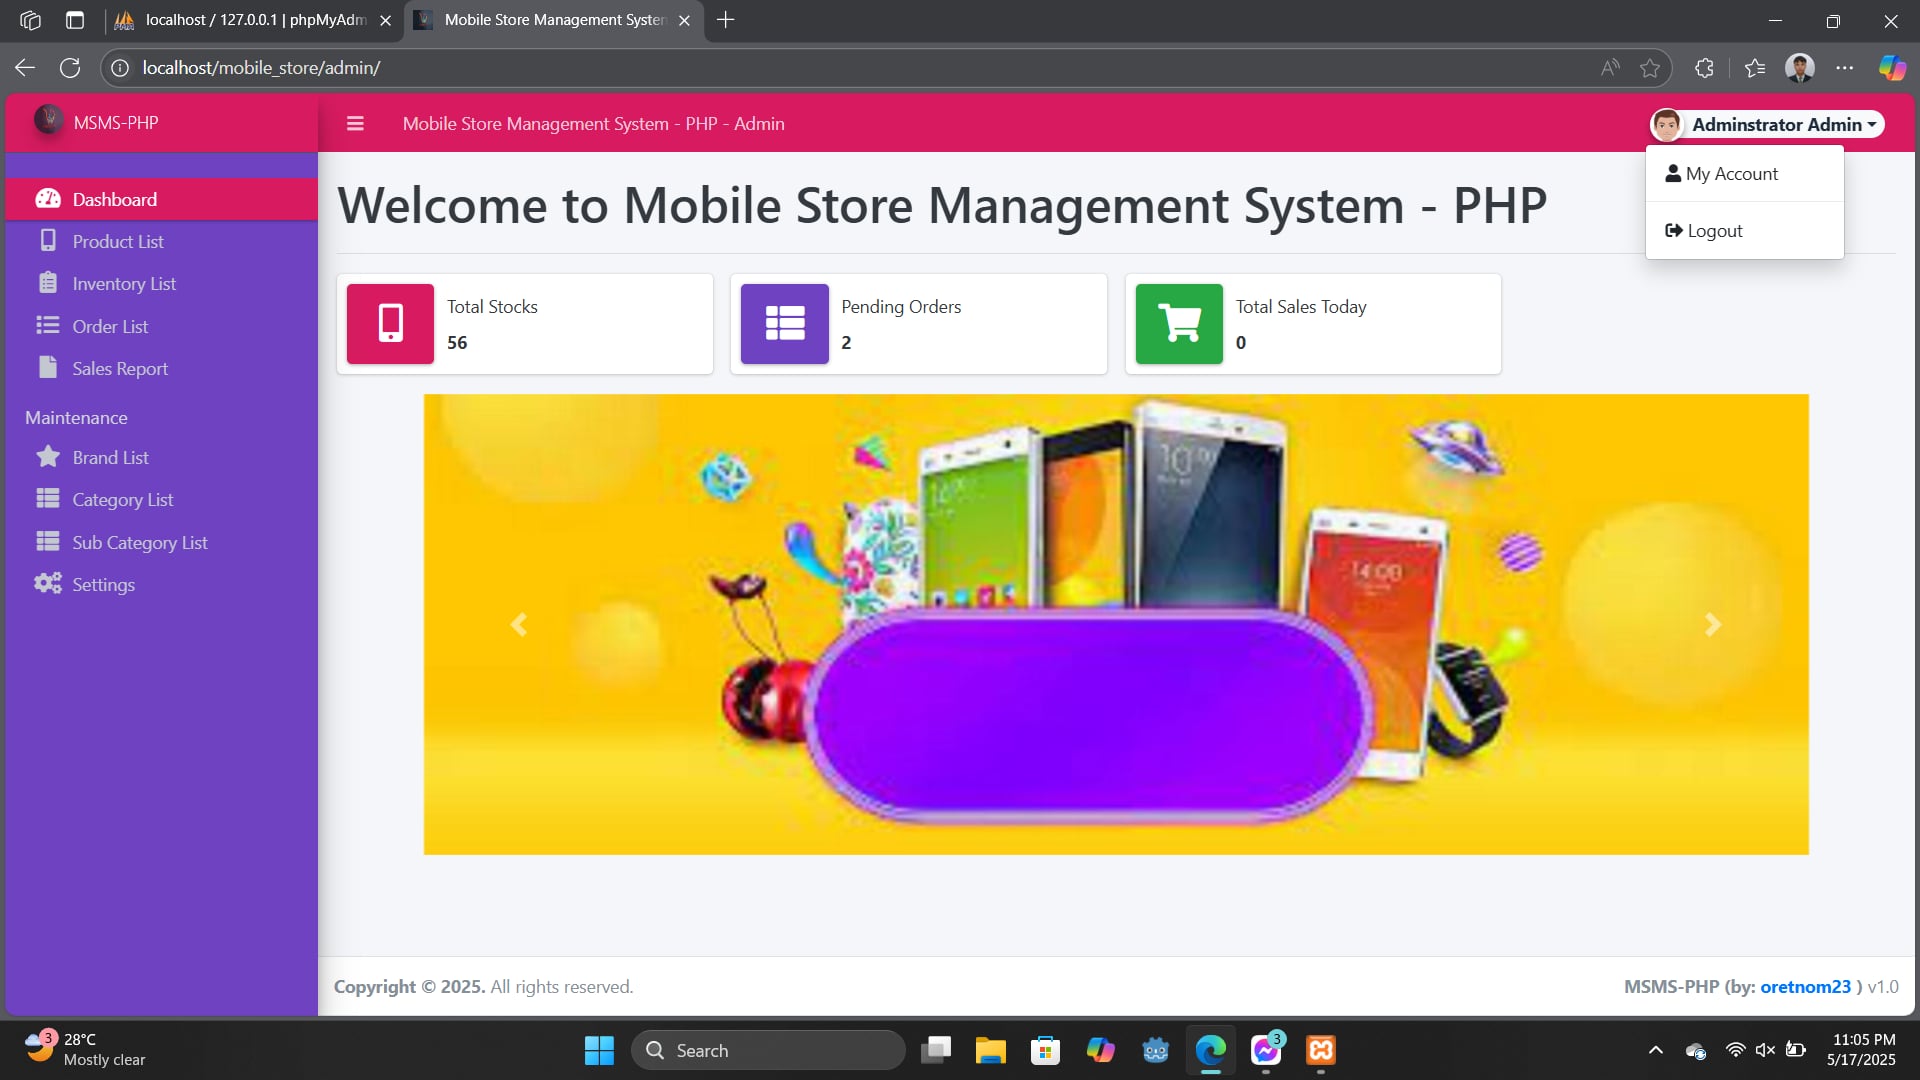 localhost / 127.0.0.1 | phpMyAdm
Mobile Store Management System
localhost/mobile_store/admin/
MSMS-PHP
Mobile Store Management System - PHP - Admin
Adminstrator Admin
My Account
Logout
Dashboard
Product List
Inventory List
Order List
Sales Report
Maintenance
Brand List
Category List
Sub Category List
Settings
Welcome to Mobile Store Management System - PHP
Total Stocks
56
Pending Orders
2
Total Sales Today
0
14:00
Copyright © 2025. All rights reserved.
MSMS-PHP (by: oretnom23 ) v1.0
3
28°C
Mostly clear
Search
3
11:05 PM
5/17/2025